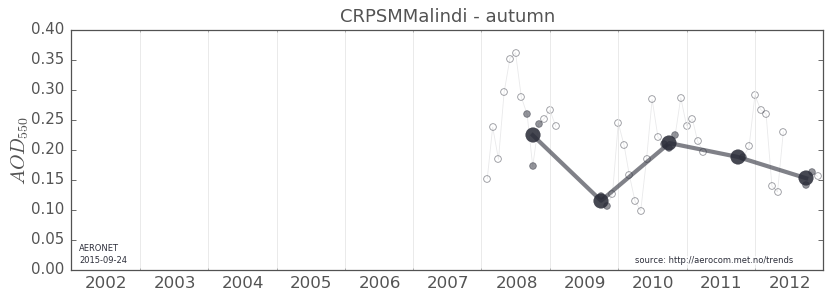 CRPSMMalindi - autumn
0.40
0.35
0.30
0.25
0.20
0.15
0.10
0.05
0.00
AOD550
AERONET
2015-09-24
source: http://aerocom.met.no/trends
2002 2003 2004 2005 2006 2007 2008 2009 2010 2011 2012